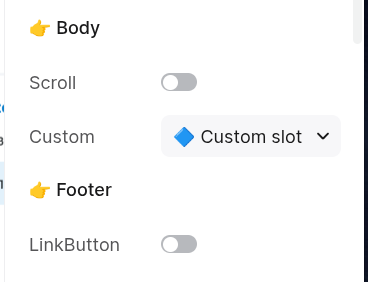 👉 Body
Scroll
Custom
🔷 Custom slot
👉 Footer
LinkButton